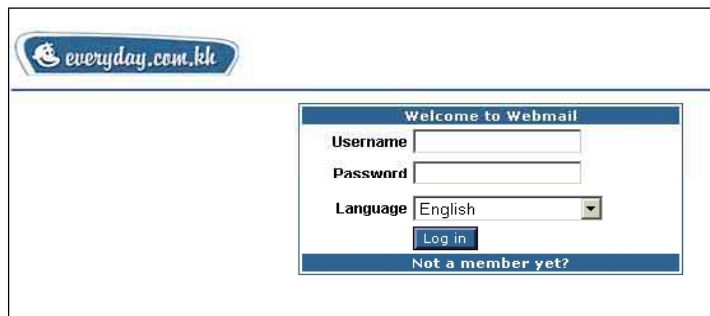 everyday.com.kh
Welcome to Webmail
Username
Password
Language English
Log in
Not a member yet?